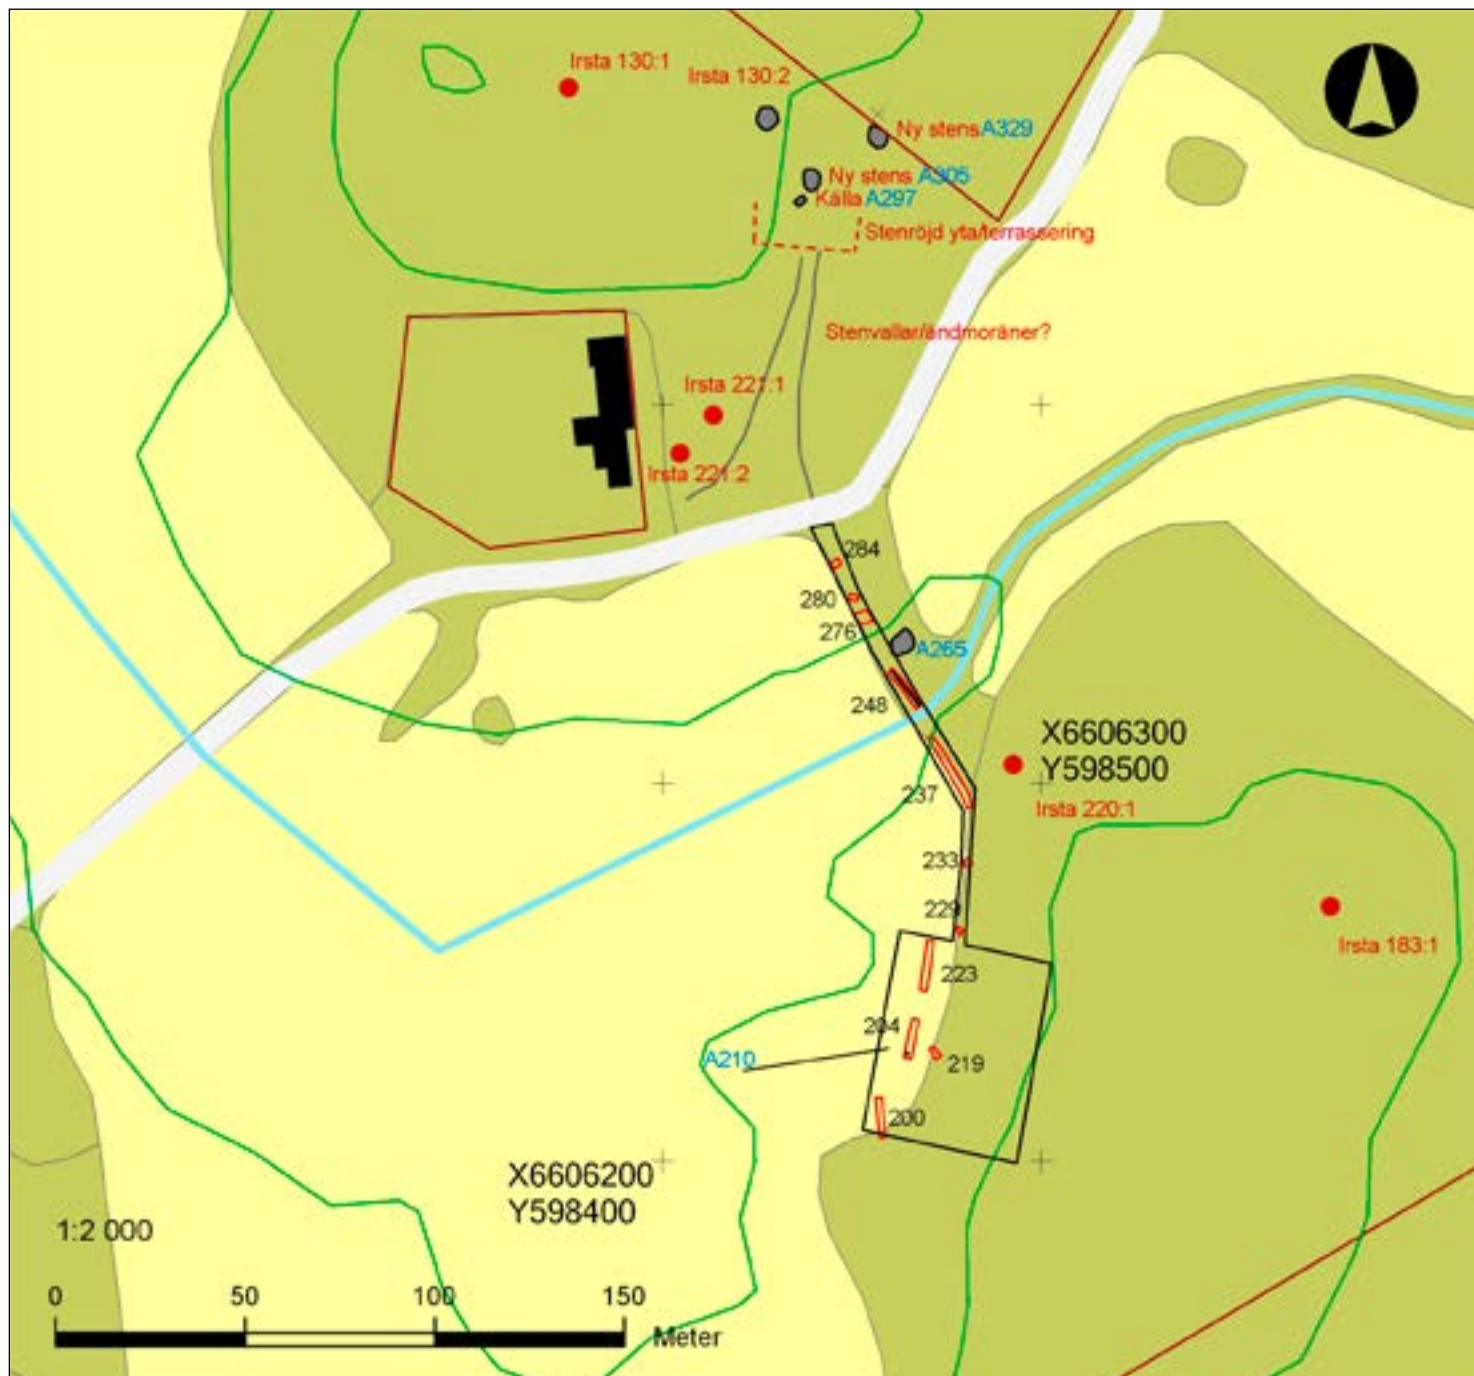 Irsta 130:1
Irsta 130:2
Ny stens A329
Ny stens A305
Källa A297
Stenröjd yta/terrassering
Stenvallar/ändmoräner?
Irsta 221:1
Irsta 221:2
284
280
276
A265
248
X6606300
Y598500
237
Irsta 220:1
233
229
Irsta 183:1
223
204
A210
219
200
X6606200
Y598400
1:2 000
0 50 100 150
Meter